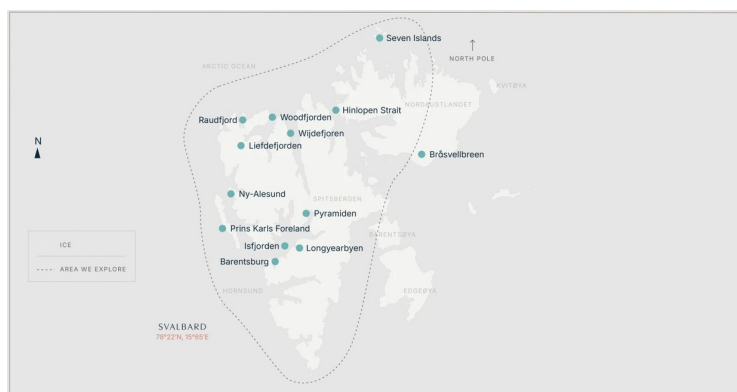 Seven Islands
NORTH POLE
ARCTIC OCEAN
KVITØYA
NORDAUSTLANDET
Hinlopen Strait
Woodfjorden
Raudfjord
Wijdefjoren
N
Liefdefjorden
Bråsvellbreen
Ny-Alesund
SPITSBERGEN
Pyramiden
Prins Karls Foreland
BARENTSØYA
ICE
Isfjorden
Longyearbyen
Barentsburg
AREA WE EXPLORE
HORNSUND
EDGEØYA
SVALBARD
78°22'N, 15°65'E